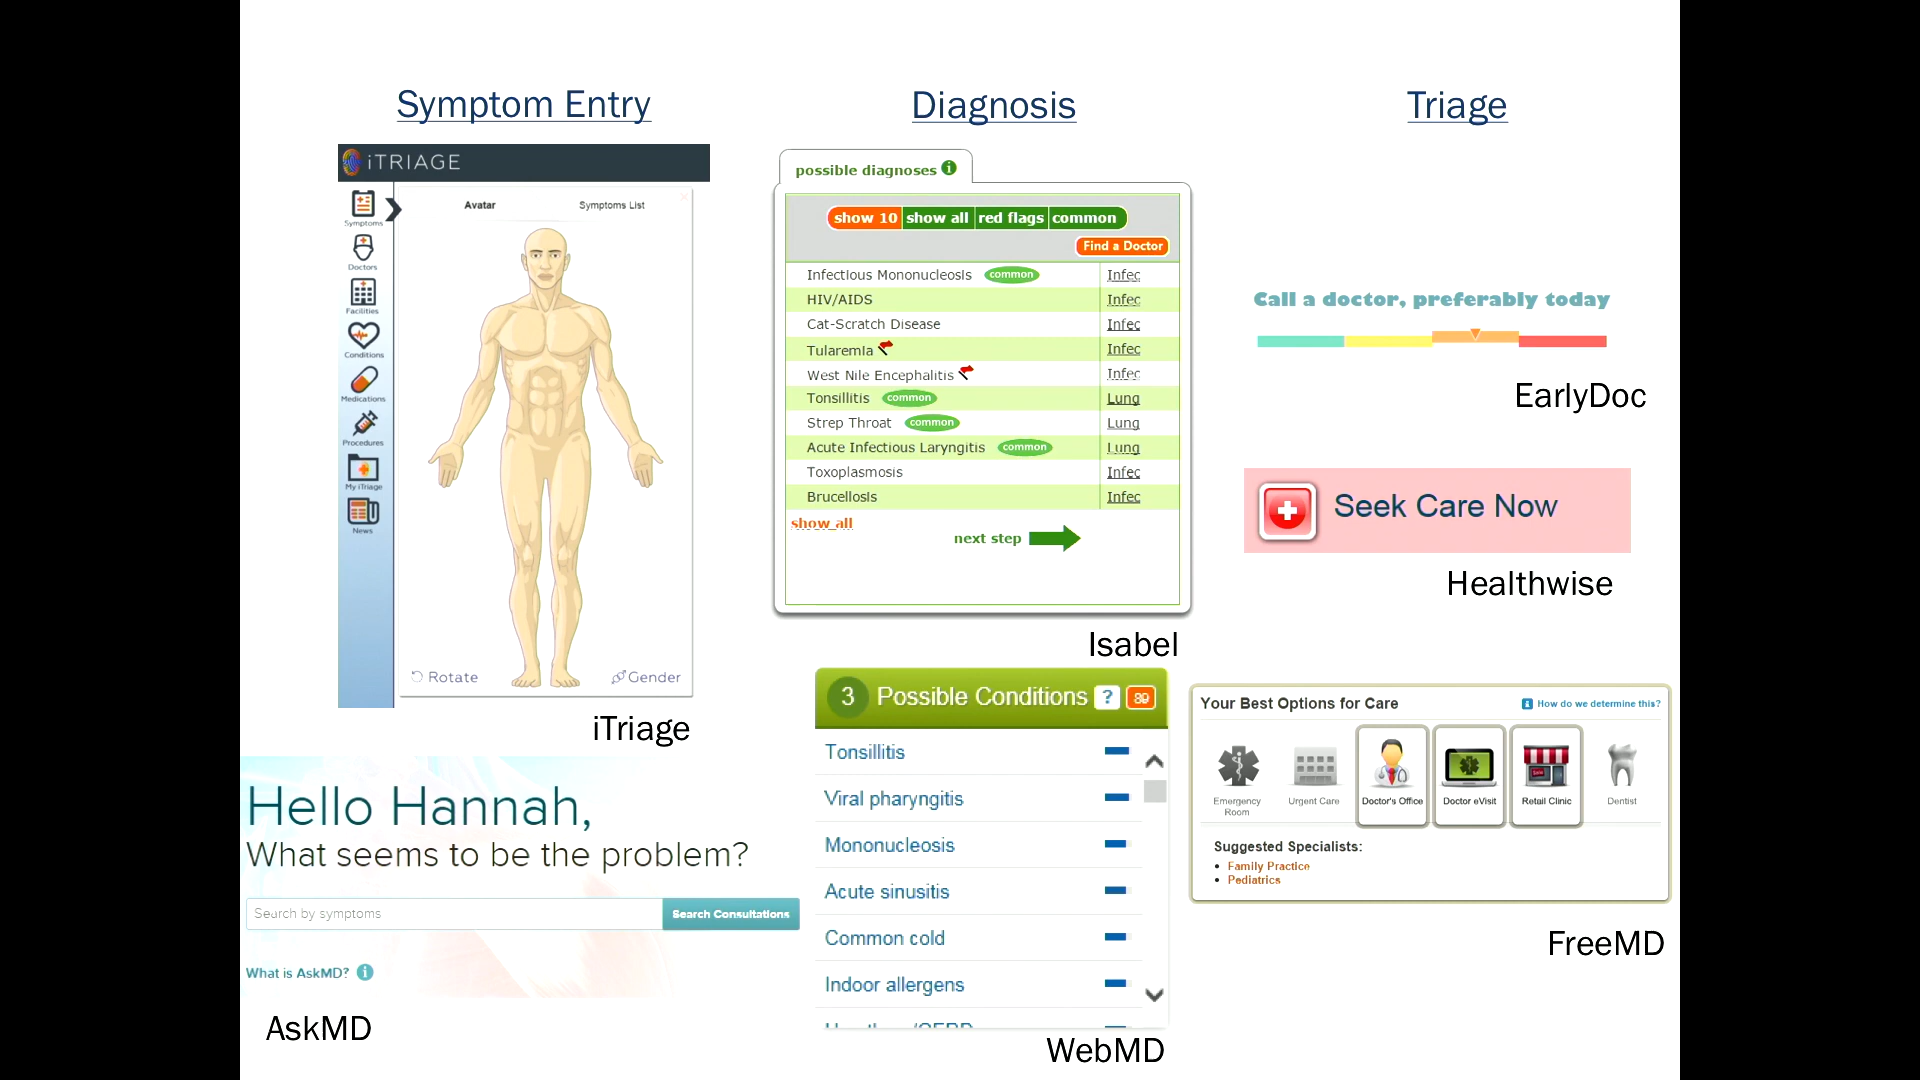 Symptom Entry
Diagnosis
Triage
iTRIAGE
Symptoms
Doctors
Facilities
Conditions
Medications
Procedures
My iTriage
News
Avatar
Symptoms List
Rotate
Gender
iTriage
Hello Hannah,
What seems to be the problem?
Search by symptoms
Search Consultations
What is AskMD?
AskMD
possible diagnoses
show 10 show all red flags common
Find a Doctor
Infectious Mononucleosis common Infec
HIV/AIDS Infec
Cat-Scratch Disease Infec
Tularemia Infec
West Nile Encephalitis Infec
Tonsillitis common Lung
Strep Throat common Lung
Acute Infectious Laryngitis common Lung
Toxoplasmosis Infec
Brucellosis Infec
show all
next step
Isabel
3 Possible Conditions ? 89
Tonsillitis
Viral pharyngitis
Mononucleosis
Acute sinusitis
Common cold
Indoor allergens
WebMD
Call a doctor, preferably today
EarlyDoc
Seek Care Now
Healthwise
Your Best Options for Care
How do we determine this?
Emergency Room
Urgent Care
Doctor's Office
Doctor eVisit
Retail Clinic
Dentist
Suggested Specialists:
• Family Practice
• Pediatrics
FreeMD